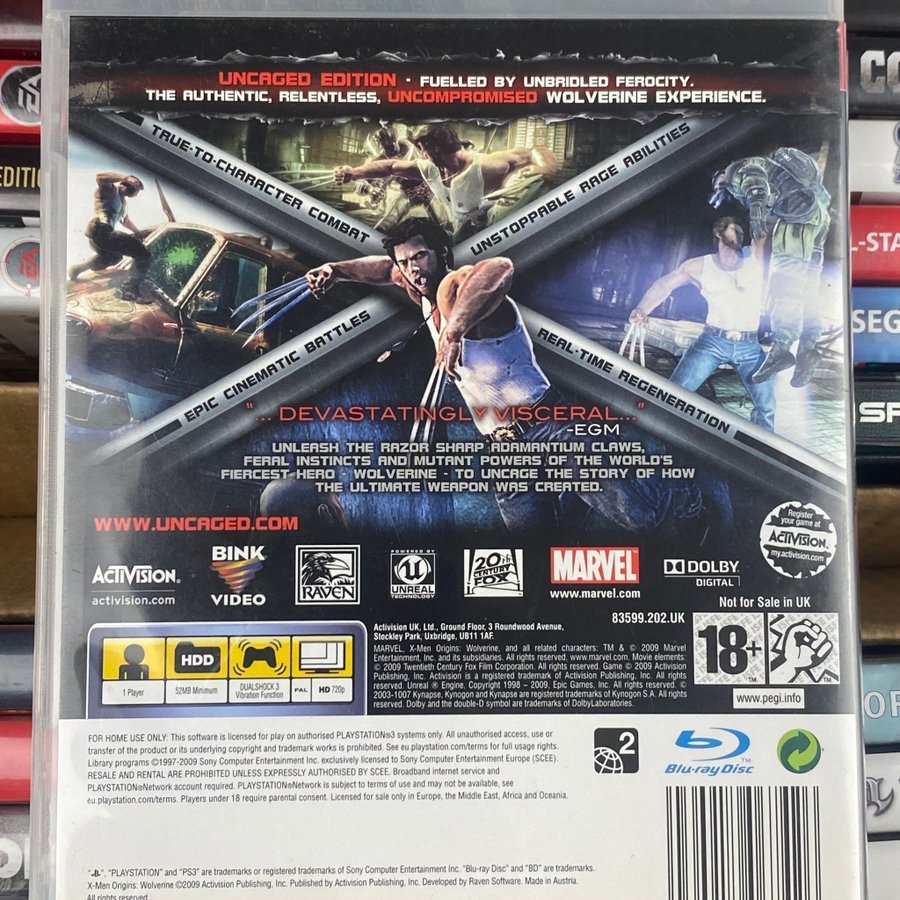 UNCAGED EDITION - FUELLED BY UNBRIDLED FEROCITY.
THE AUTHENTIC, RELENTLESS, UNCOMPROMISED WOLVERINE EXPERIENCE.
TRUE-TO-CHARACTER COMBAT
UNSTOPPABLE RAGE ABILITIES
EPIC CINEMATIC BATTLES
REAL-TIME REGENERATION
"... DEVASTATINGLY VISCERAL..."
-EGM
UNLEASH THE RAZOR SHARP ADAMANTIUM CLAWS,
FERAL INSTINCTS AND MUTANT POWERS OF THE WORLD'S
FIERCEST HERO - WOLVERINE - TO UNCAGE THE STORY OF HOW
THE ULTIMATE WEAPON WAS CREATED.
WWW.UNCAGED.COM
Register
your game at
ACTIVISION.
my.activision.com
ACTIVISION.
activision.com
BINK
VIDEO
RAVEN
POWERED BY
UNREAL
TECHNOLOGY
20TH
CENTURY
FOX
MARVEL
www.marvel.com
DOLBY
DIGITAL
Not for Sale in UK
83599.202.UK
Activision UK, Ltd., Ground Floor, 3 Roundwood Avenue,
Stockley Park, Uxbridge, UB11 1AF.
MARVEL, X-Men Origins: Wolverine, and all related characters: TM & © 2009 Marvel
Entertainment, Inc. and its subsidiaries. All rights reserved. www.marvel.com. Movie elements:
© 2009 Twentieth Century Fox Film Corporation. All rights reserved. Game © 2009 Activision
Publishing, Inc. Activision is a registered trademark of Activision Publishing, Inc. All rights
reserved. Unreal ® Engine, Copyright 1998 – 2009, Epic Games, Inc. All rights reserved. ©
2003-1007 Kynapse, Kynogon and Kynapse are registered trademarks of Kynogon S.A. All rights
reserved. Dolby and the double-D symbol are trademarks of DolbyLaboratories.
18+
www.pegi.info
1 Player
HDD
52MB Minimum
DUALSHOCK 3
Vibration Function
PAL
HD 720p
FOR HOME USE ONLY: This software is licensed for play on authorised PLAYSTATION®3 systems only. All unauthorised access, use or
transfer of the product or its underlying copyright and trademark works is prohibited. See eu.playstation.com/terms for full usage rights.
Library programs ©1997-2009 Sony Computer Entertainment Inc. exclusively licensed to Sony Computer Entertainment Europe (SCEE).
RESALE AND RENTAL ARE PROHIBITED UNLESS EXPRESSLY AUTHORISED BY SCEE. Broadband internet service and
PLAYSTATION®Network account required. PLAYSTATION®Network is subject to terms of use and may not be available, see
eu.playstation.com/terms. Players under 18 require parental consent. Licensed for sale only in Europe, the Middle East, Africa and Oceania.
2
Blu-ray Disc
", "PLAYSTATION" and "PS3" are trademarks or registered trademarks of Sony Computer Entertainment Inc. "Blu-ray Disc" and "BD" are trademarks.
X-Men Origins: Wolverine ©2009 Activision Publishing, Inc. Published by Activision Publishing, Inc. Developed by Raven Software. Made in Austria.
All rights reserved.
EDITI
CO
L-STA
SEG
SP
OF